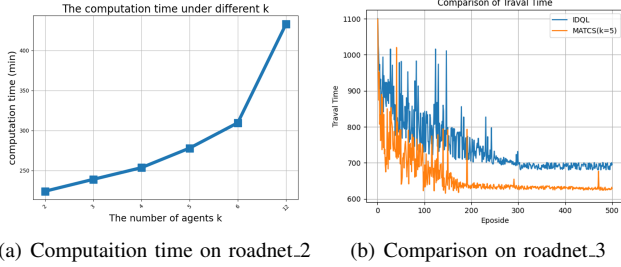 The computation time under different k
computation time (min)
400
350
300
250
2 3 4 5 6 12
The number of agents k
(a) Computaition time on roadnet_2
Comparison of Traval Time
IDQL
MATCS(k=5)
Traval Time
1100
1000
900
800
700
600
0 100 200 300 400 500
Eposide
(b) Comparison on roadnet_3